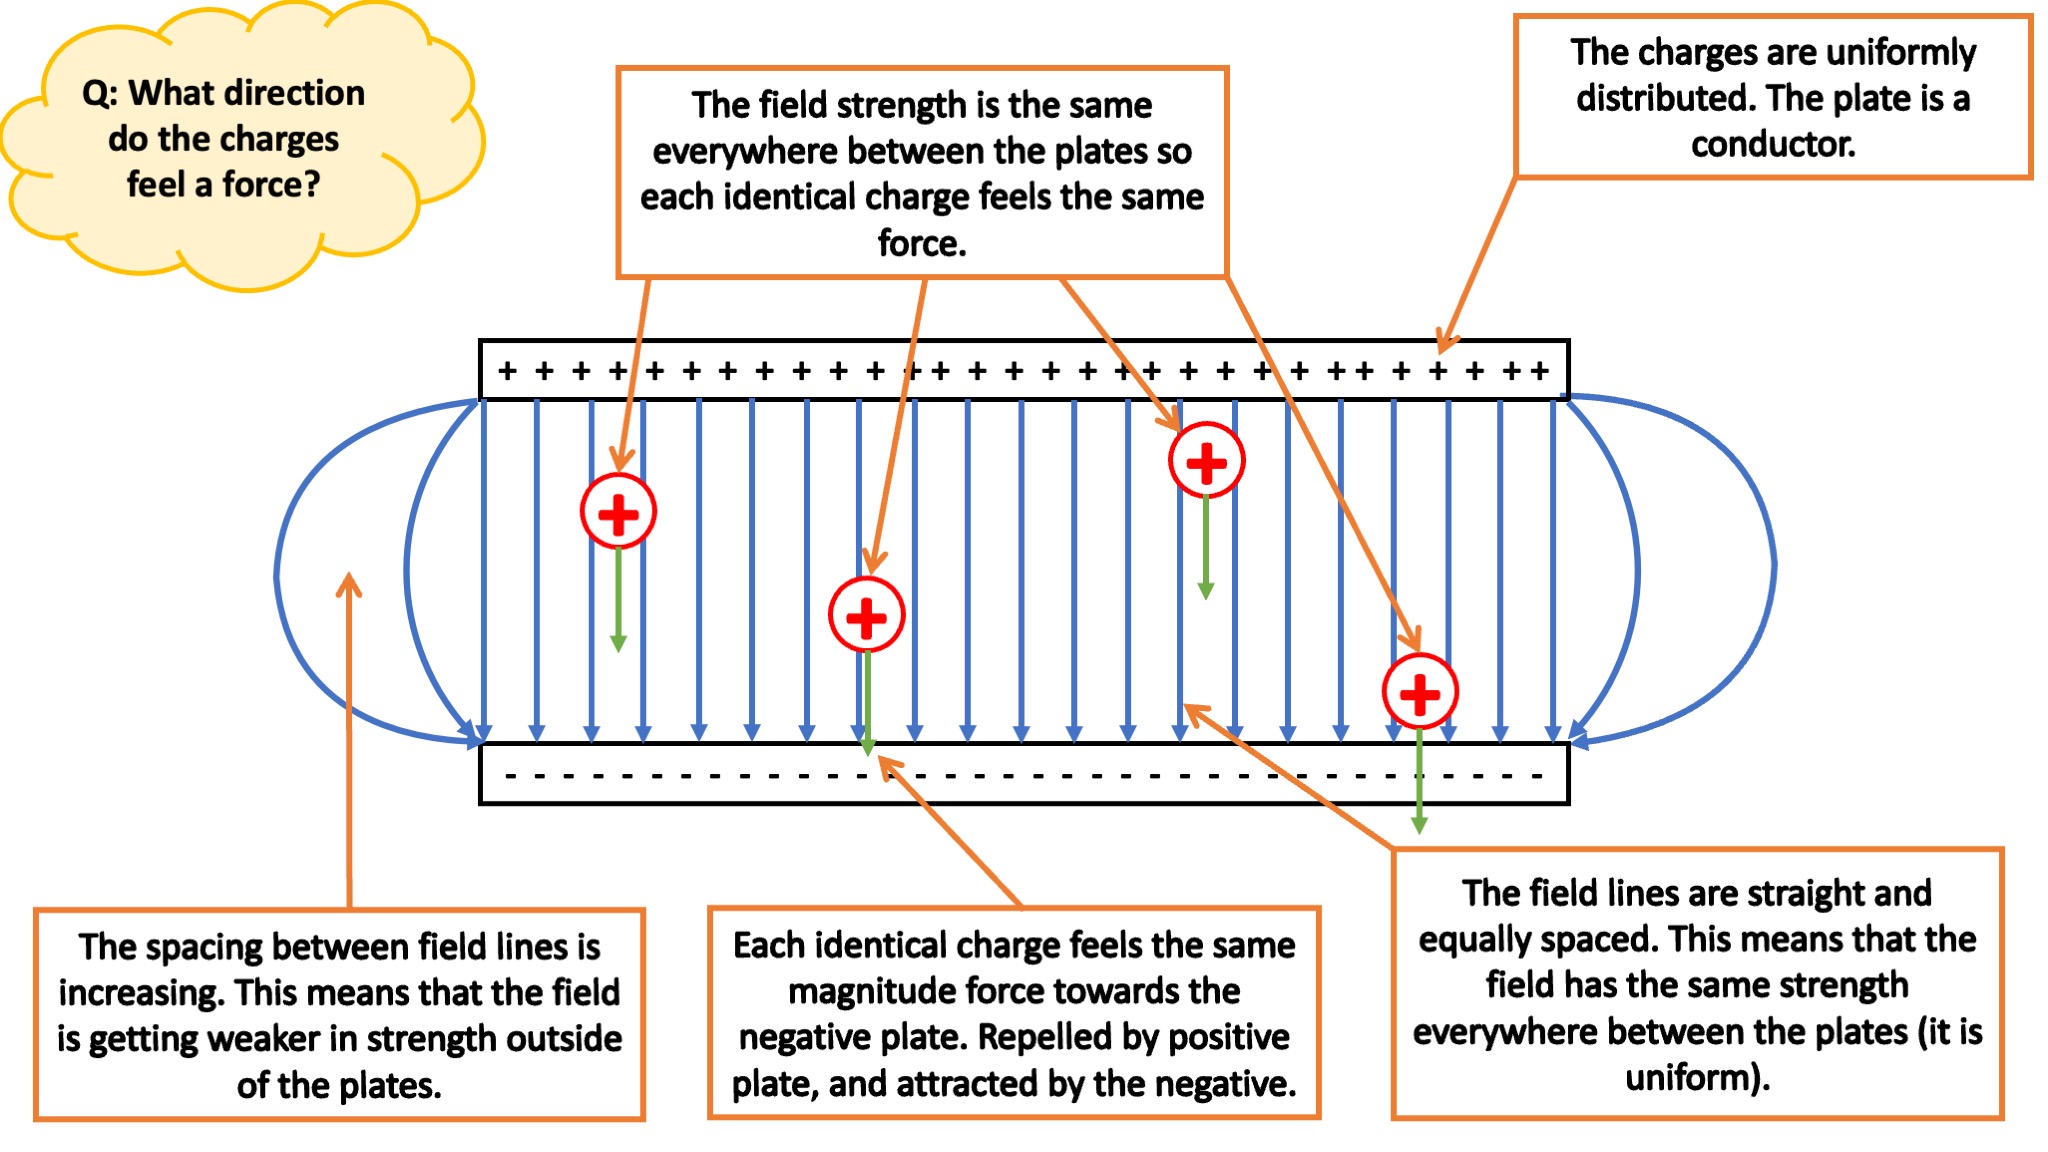 Q: What direction
do the charges
feel a force?
The field strength is the same
everywhere between the plates so
each identical charge feels the same
force.
The charges are uniformly
distributed. The plate is a
conductor.
+ + + + + + + + + + + + + + + + + + + + + + + + + + + + +
+
+
+
+
- - - - - - - - - - - - - - - - - - - - - - - - - - - - - - - - - - - -
The spacing between field lines is
increasing. This means that the field
is getting weaker in strength outside
of the plates.
Each identical charge feels the same
magnitude force towards the
negative plate. Repelled by positive
plate, and attracted by the negative.
The field lines are straight and
equally spaced. This means that the
field has the same strength
everywhere between the plates (it is
uniform).